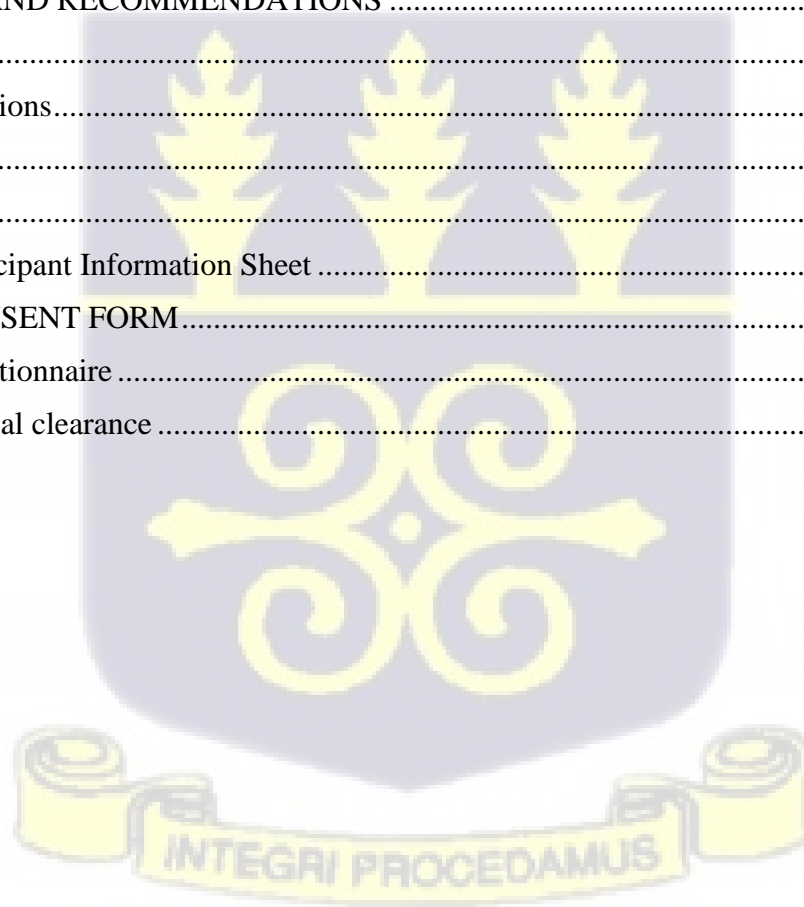 AND RECOMMENDATIONS ..........................................................
..............................................................................................................
ions...................................................................................................
..............................................................................................................
..............................................................................................................
cipant Information Sheet ....................................................................
SENT FORM.....................................................................................
tionnaire ..............................................................................................
al clearance .......................................................................................
INTEGRI PROCEDAMUS